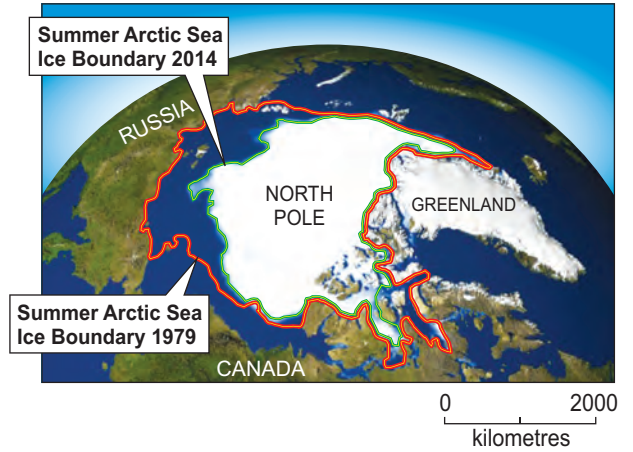 Summer Arctic Sea
Ice Boundary 2014
RUSSIA
NORTH
POLE
GREENLAND
Summer Arctic Sea
Ice Boundary 1979
CANADA
0 2000
kilometres